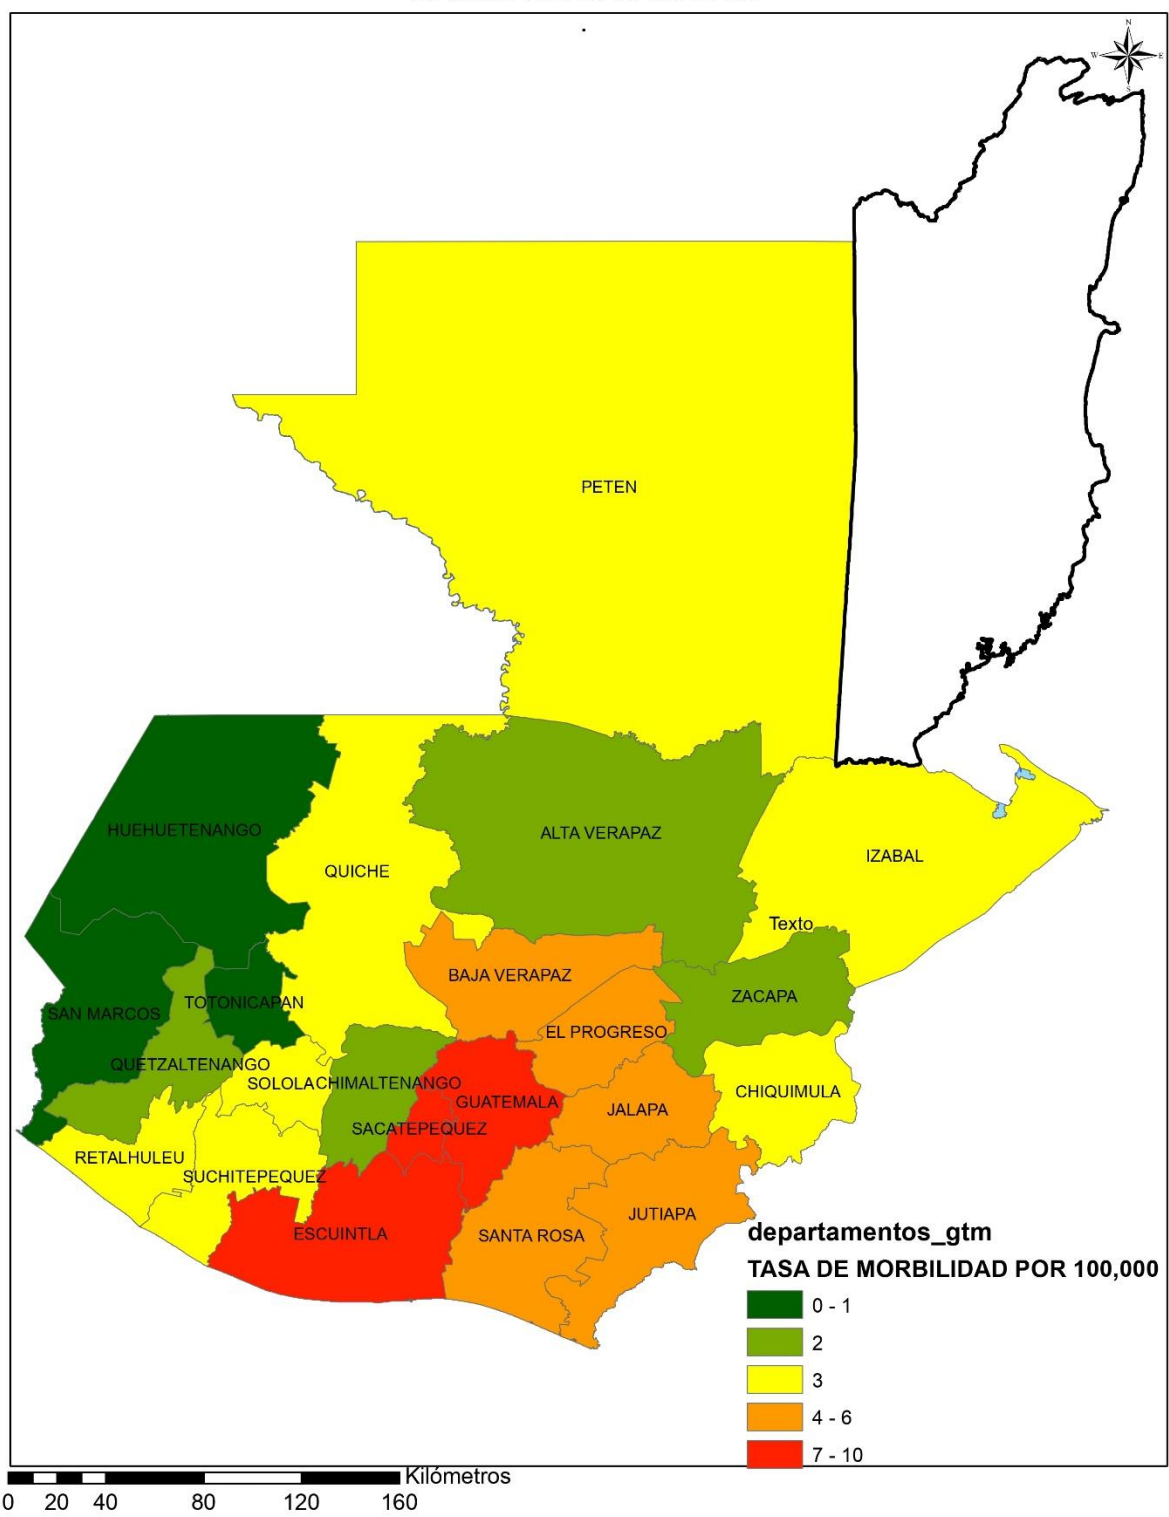 N
W E
S
PETEN
HUEHUETENANGO
ALTA VERAPAZ
QUICHE
IZABAL
Texto
BAJA VERAPAZ
ZACAPA
TOTONICAPAN
SAN MARCOS
EL PROGRESO
QUETZALTENANGO
SOLOLA
CHIMALTENANGO
CHIQUIMULA
GUATEMALA
JALAPA
SACATEPEQUEZ
RETALHULEU
SUCHITEPEQUEZ
JUTIAPA
ESCUINTLA
SANTA ROSA
departamentos_gtm
TASA DE MORBILIDAD POR 100,000
0 - 1
2
3
4 - 6
7 - 10
Kilómetros
0 20 40 80 120 160